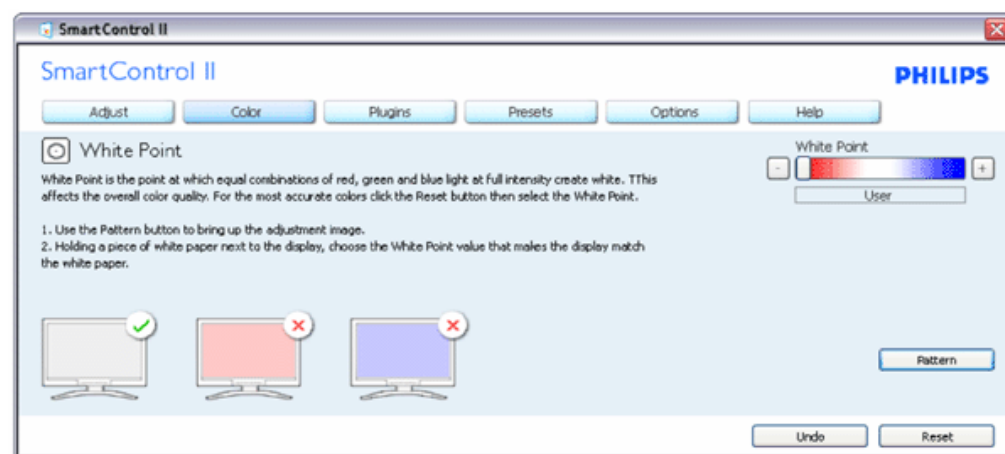 SmartControl II
SmartControl II
PHILIPS
Adjust
Color
Plugins
Presets
Options
Help
White Point
White Point is the point at which equal combinations of red, green and blue light at full intensity create white. TThis
affects the overall color quality. For the most accurate colors click the Reset button then select the White Point.
1. Use the Pattern button to bring up the adjustment image.
2. Holding a piece of white paper next to the display, choose the White Point value that makes the display match
the white paper.
White Point
- +
User
Pattern
Undo
Reset